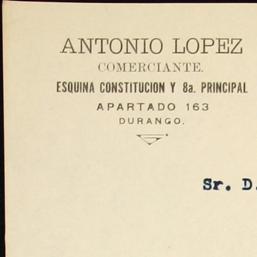 ANTONIO LOPEZ
COMERCIANTE.
ESQUINA CONSTITUCION Y 8a. PRINCIPAL
APARTADO 163
DURANGO.
Sr. D.